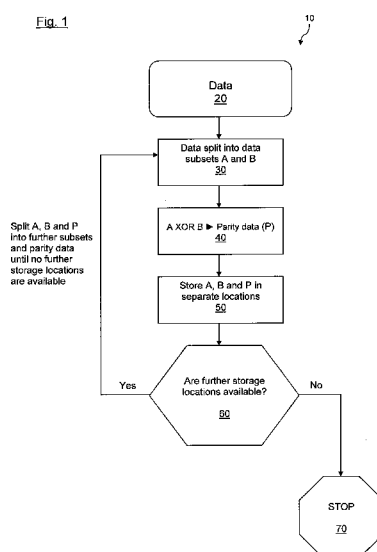 Fig. 1
10
Data
20
Data split into data
subsets A and B
30
A XOR B ► Parity data (P)
40
Store A, B and P in
separate locations
50
Split A, B and P
into further subsets
and parity data
until no further
storage locations
are available
Yes
Are further storage
locations available?
60
No
STOP
70